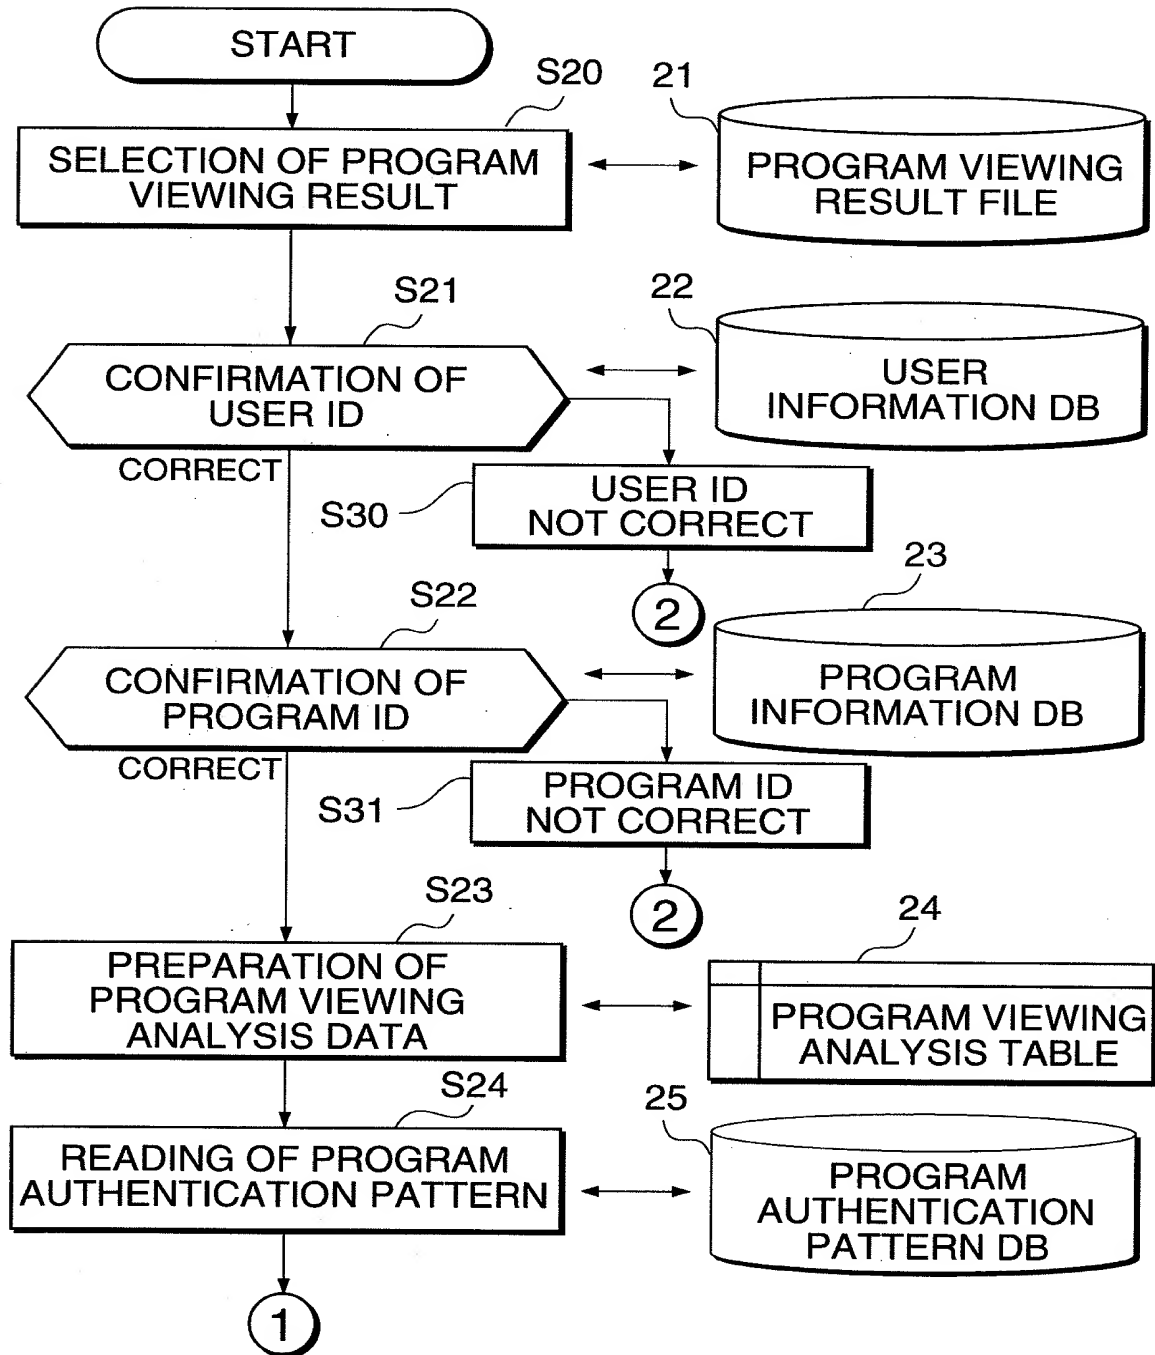 START
S20
21
SELECTION OF PROGRAM
VIEWING RESULT
PROGRAM VIEWING
RESULT FILE
S21
22
CONFIRMATION OF
USER ID
USER
INFORMATION DB
CORRECT
S30
USER ID
NOT CORRECT
2
S22
23
CONFIRMATION OF
PROGRAM ID
PROGRAM
INFORMATION DB
CORRECT
S31
PROGRAM ID
NOT CORRECT
2
S23
24
PREPARATION OF
PROGRAM VIEWING
ANALYSIS DATA
PROGRAM VIEWING
ANALYSIS TABLE
S24
25
READING OF PROGRAM
AUTHENTICATION PATTERN
PROGRAM
AUTHENTICATION
PATTERN DB
1